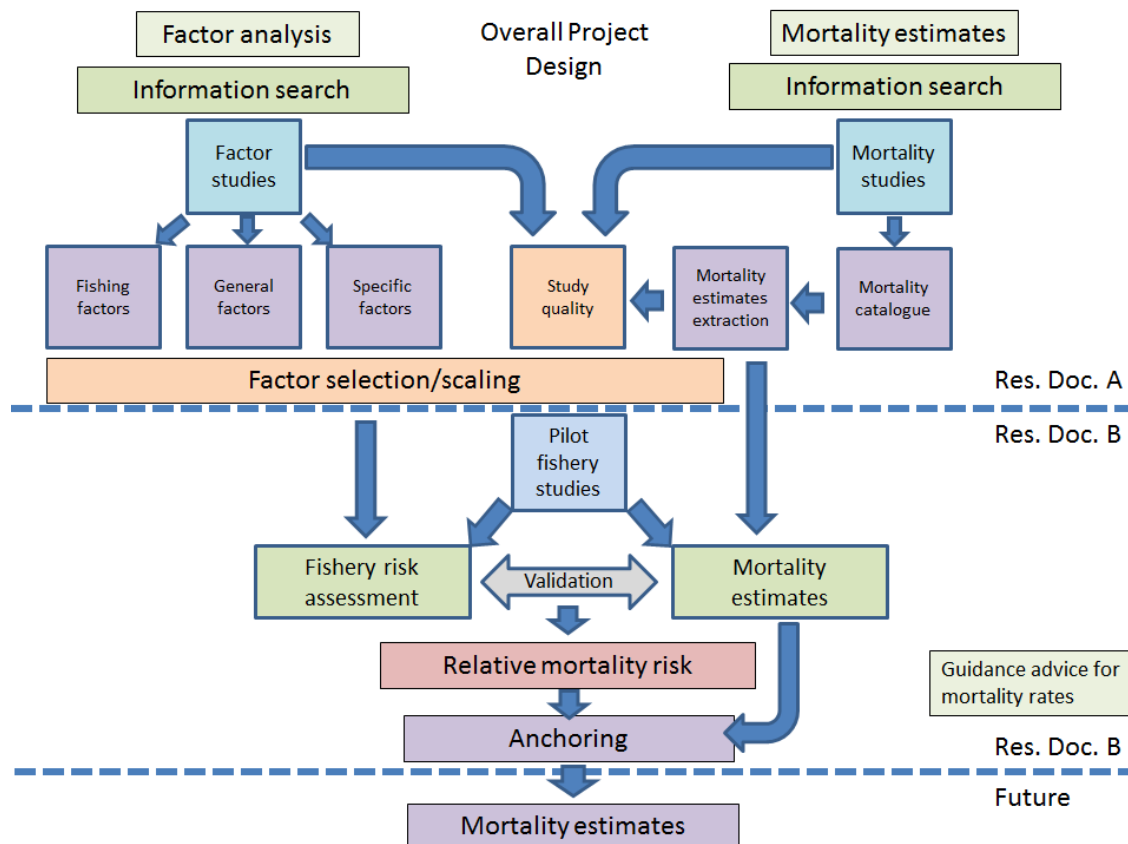 Factor analysis
Overall Project
Design
Mortality estimates
Information search
Information search
Factor
studies
Mortality
studies
Fishing
factors
General
factors
Specific
factors
Study
quality
Mortality
estimates
extraction
Mortality
catalogue
Factor selection/scaling
Res. Doc. A
Res. Doc. B
Pilot
fishery
studies
Fishery risk
assessment
Validation
Mortality
estimates
Relative mortality risk
Guidance advice for
mortality rates
Anchoring
Res. Doc. B
Future
Mortality estimates